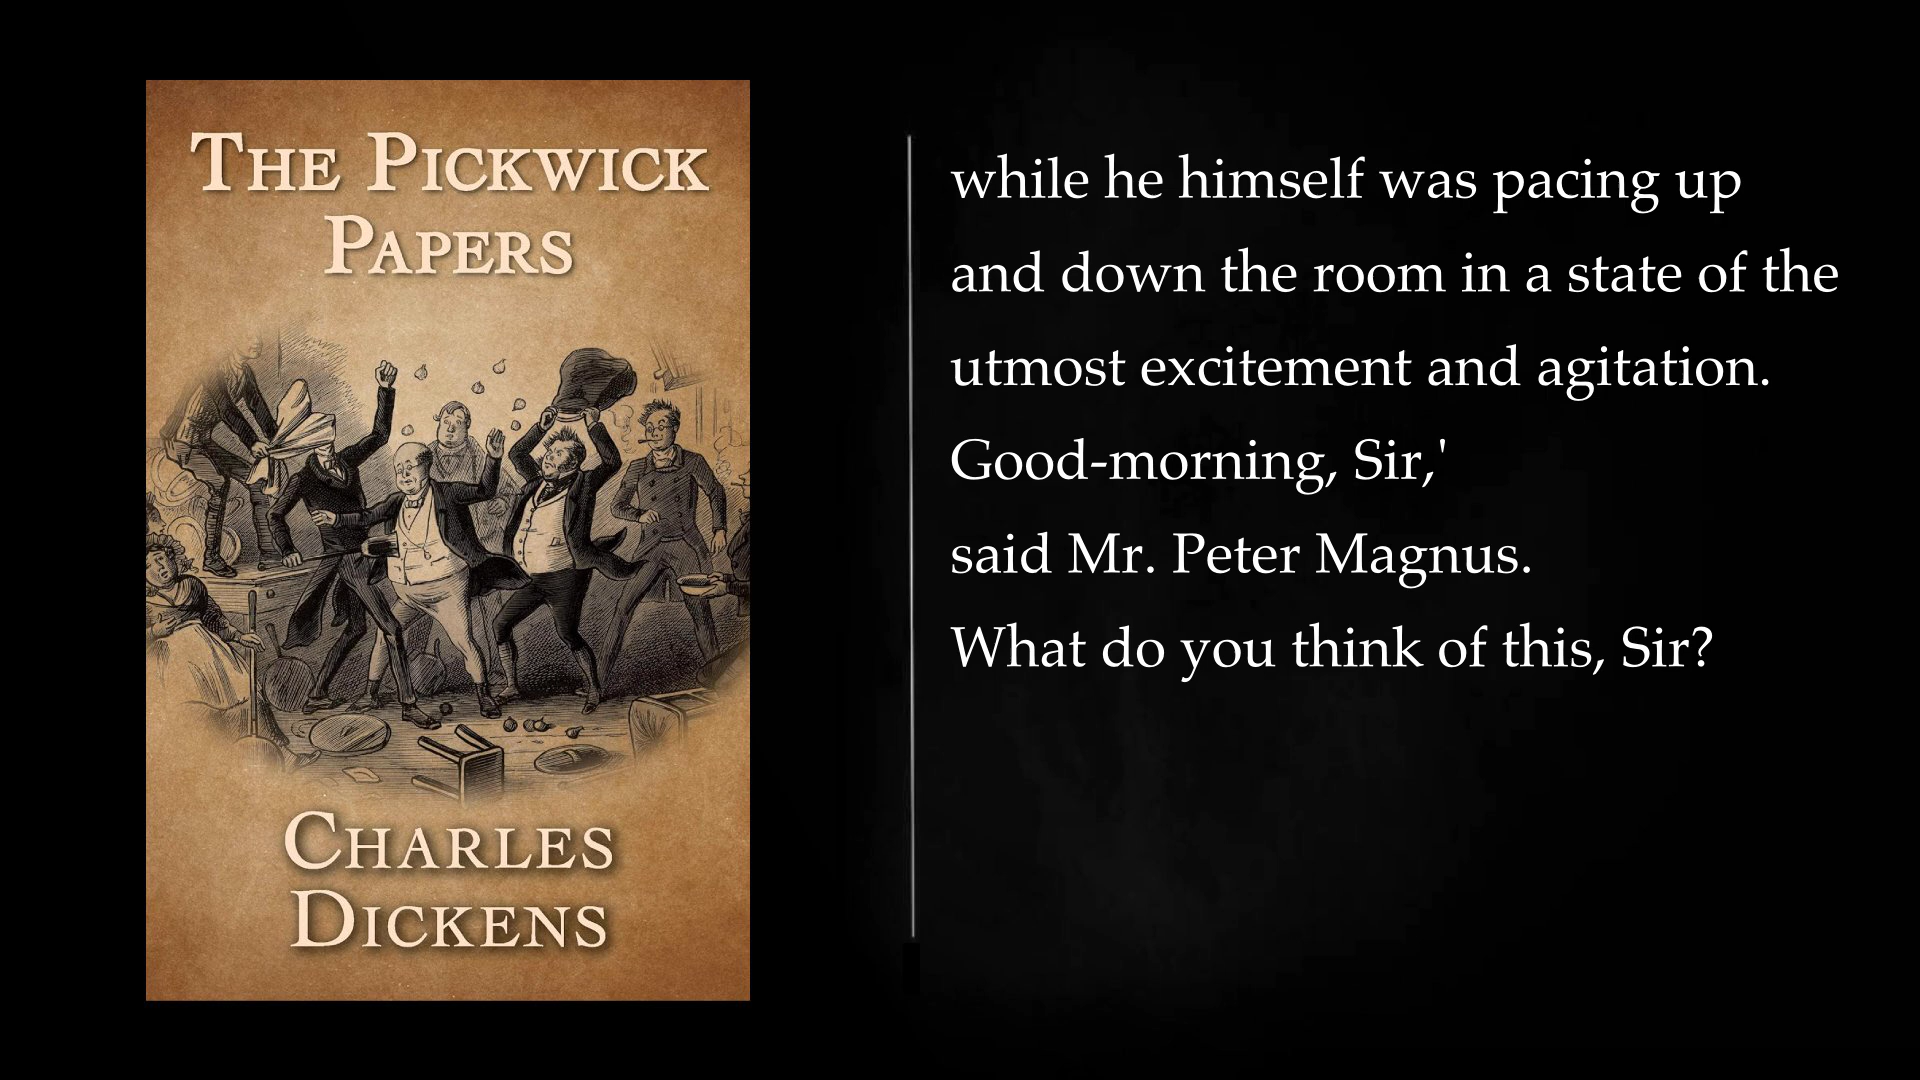 THE PICKWICK
PAPERS
CHARLES
DICKENS
while he himself was pacing up
and down the room in a state of the
utmost excitement and agitation.
Good-morning, Sir,'
said Mr. Peter Magnus.
What do you think of this, Sir?